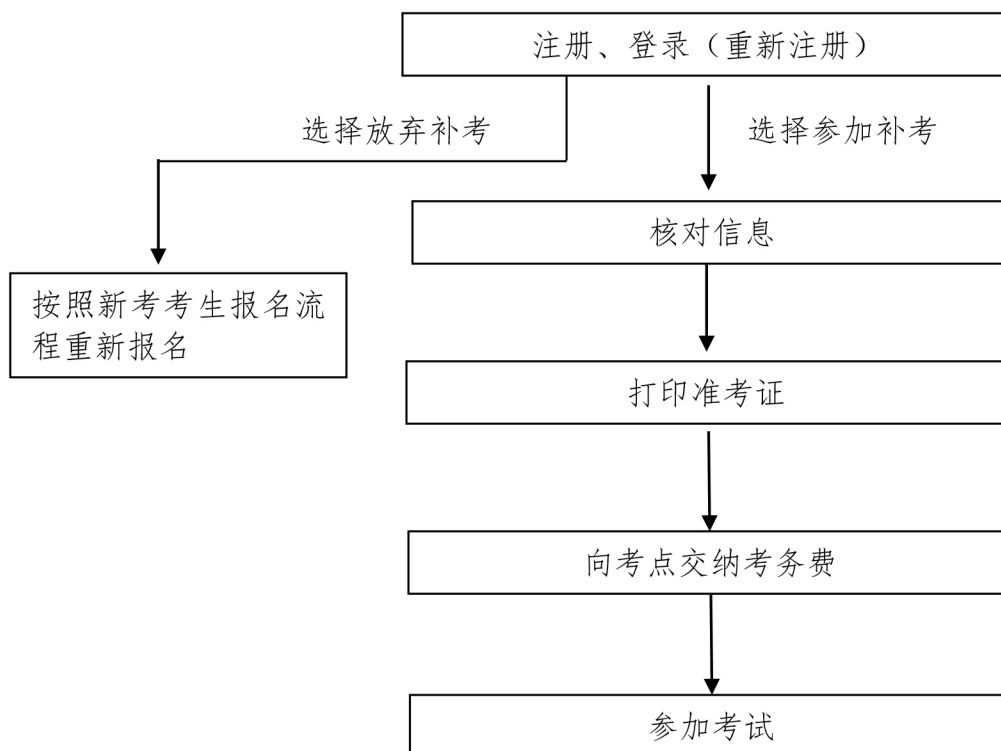 注册、登录（重新注册）
选择放弃补考
选择参加补考
核对信息
按照新考考生报名流
程重新报名
打印准考证
向考点交纳考务费
参加考试